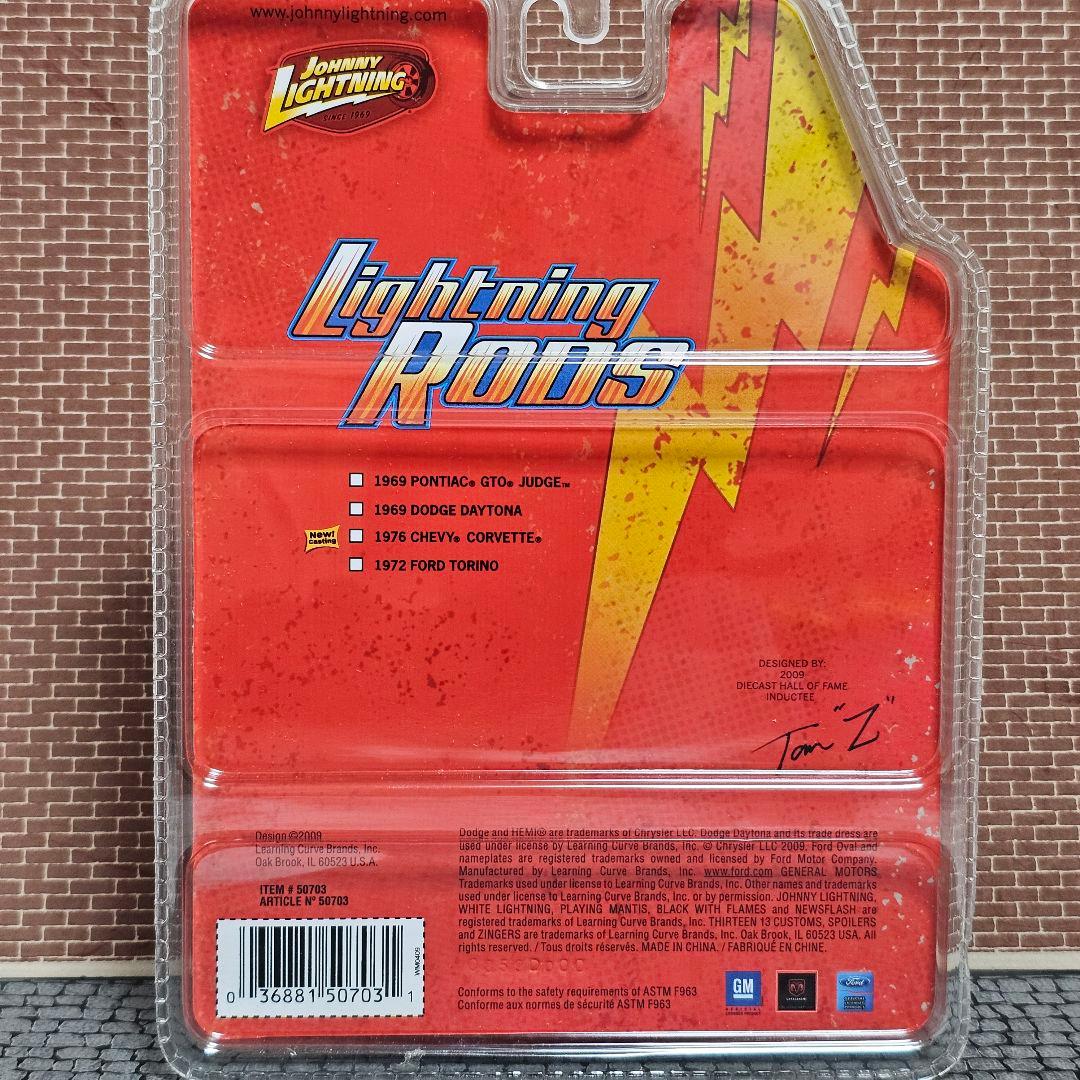 www.johnnylightning.com
JOHNNY
LIGHTNING
SINCE 1969
Lightning
RODS
1969 PONTIAC® GTO® JUDGE™
1969 DODGE DAYTONA
New!
Casting
1976 CHEVY® CORVETTE®
1972 FORD TORINO
DESIGNED BY:
2009
DIECAST HALL OF FAME
INDUCTEE
Tom "Z"
Design ©2009
Learning Curve Brands, Inc.
Oak Brook, IL 60523 U.S.A.
ITEM # 50703
ARTICLE N° 50703
Dodge and HEMI® are trademarks of Chrysler LLC. Dodge Daytona and its trade dress are
used under license by Learning Curve Brands, Inc. © Chrysler LLC 2009. Ford Oval and
nameplates are registered trademarks owned and licensed by Ford Motor Company.
Manufactured by Learning Curve Brands, Inc. www.ford.com GENERAL MOTORS
Trademarks used under license to Learning Curve Brands, Inc. Other names and trademarks
used under license to Learning Curve Brands, Inc. or by permission. JOHNNY LIGHTNING,
WHITE LIGHTNING, PLAYING MANTIS, BLACK WITH FLAMES and NEWSFLASH are
registered trademarks of Learning Curve Brands, Inc. THIRTEEN 13 CUSTOMS, SPOILERS
and ZINGERS are trademarks of Learning Curve Brands, Inc. Oak Brook, IL 60523 USA. All
rights reserved. / Tous droits réservés. MADE IN CHINA. / FABRIQUÉ EN CHINE.
WM0409
0 36881 50703 1
Conforms to the safety requirements of ASTM F963
Conforme aux normes de sécurité ASTM F963
GM
Ford